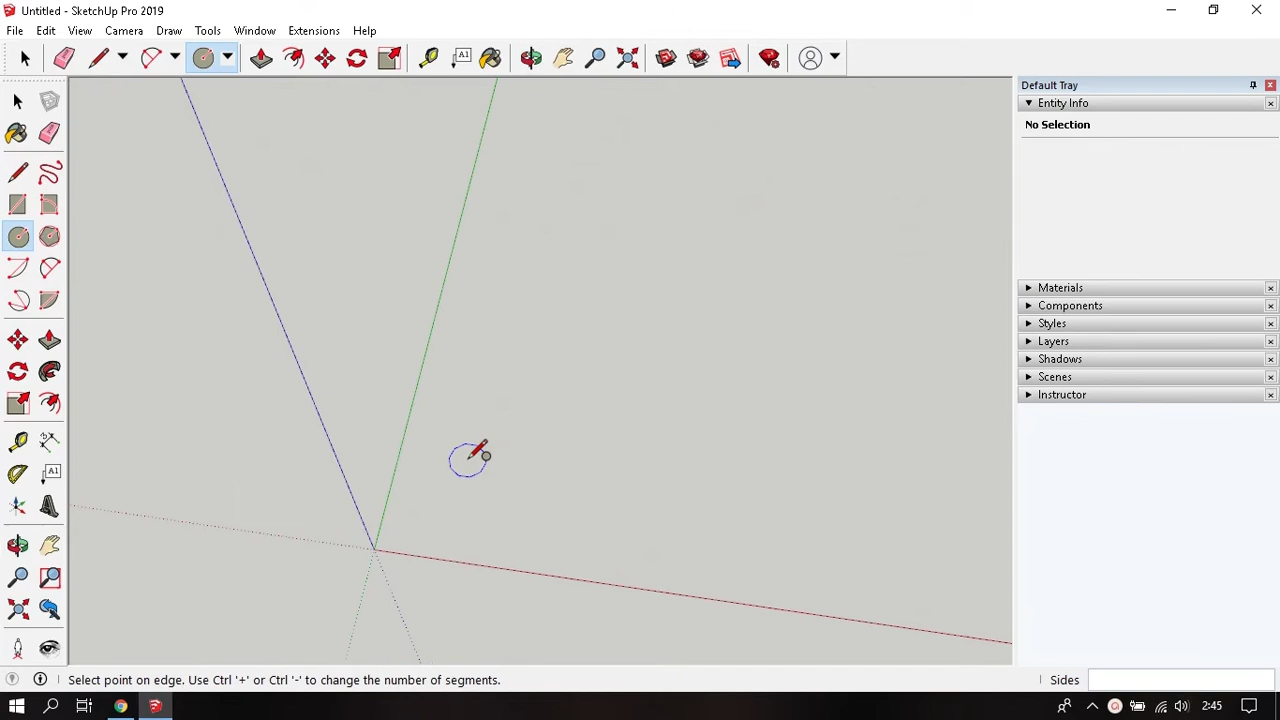 Untitled - SketchUp Pro 2019
File Edit View Camera Draw Tools Window Extensions Help
A1
Default Tray
Entity Info
No Selection
Materials
Components
Styles
Layers
Shadows
Scenes
Instructor
A1
Select point on edge. Use Ctrl '+' or Ctrl '-' to change the number of segments.
Sides
2:45